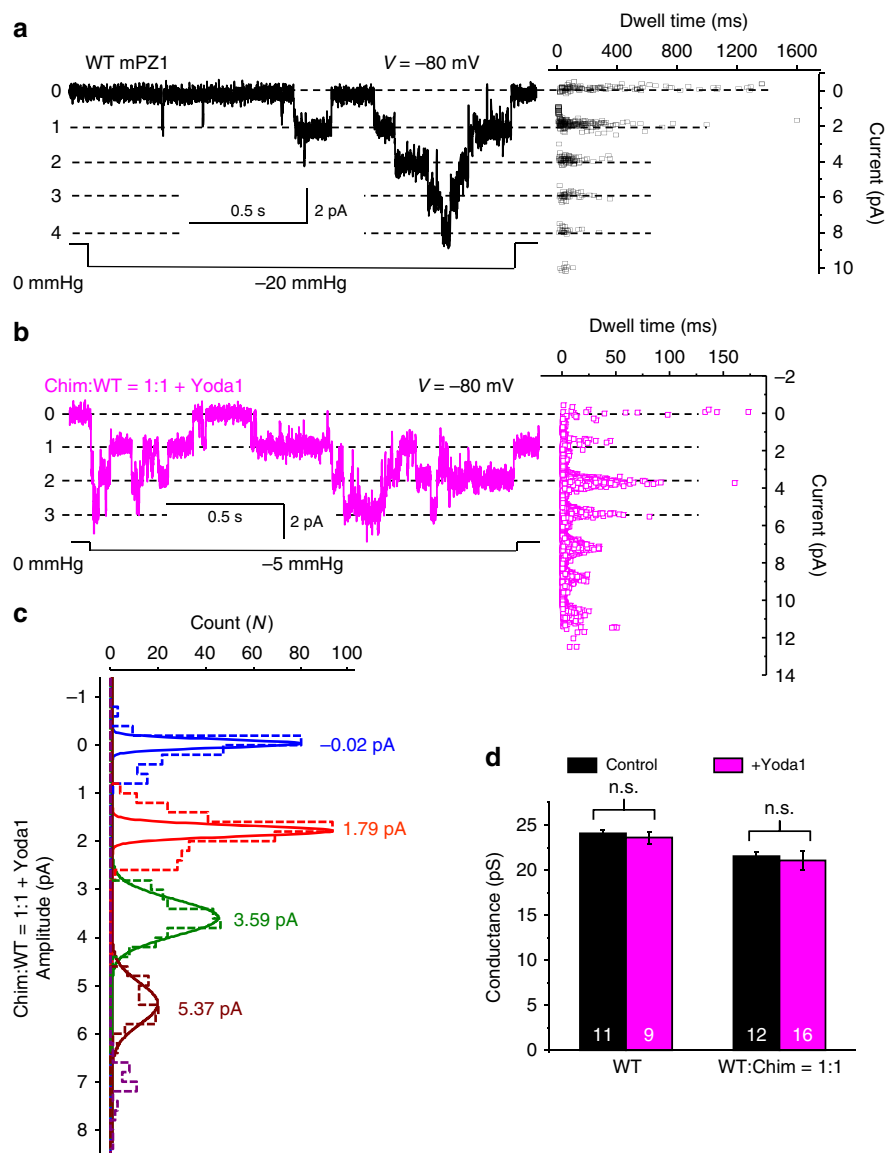 a
Dwell time (ms)
0 400 800 1200 1600
WT mPZ1
V = –80 mV
0
1
2
3
4
0.5 s
2 pA
0
2
4
6
8
10
Current (pA)
0 mmHg
–20 mmHg
b
Dwell time (ms)
0 50 100 150
Chim:WT = 1:1 + Yoda1
V = –80 mV
0
1
2
3
0.5 s
2 pA
–2
0
2
4
6
8
10
12
14
Current (pA)
0 mmHg
–5 mmHg
c
Count (N)
0 20 40 60 80 100
Chim:WT = 1:1 + Yoda1
Amplitude (pA)
–1
0
1
2
3
4
5
6
7
8
–0.02 pA
1.79 pA
3.59 pA
5.37 pA
d
Control
+Yoda1
n.s.
n.s.
Conductance (pS)
25
20
15
10
5
0
11 9 12 16
WT
WT:Chim = 1:1